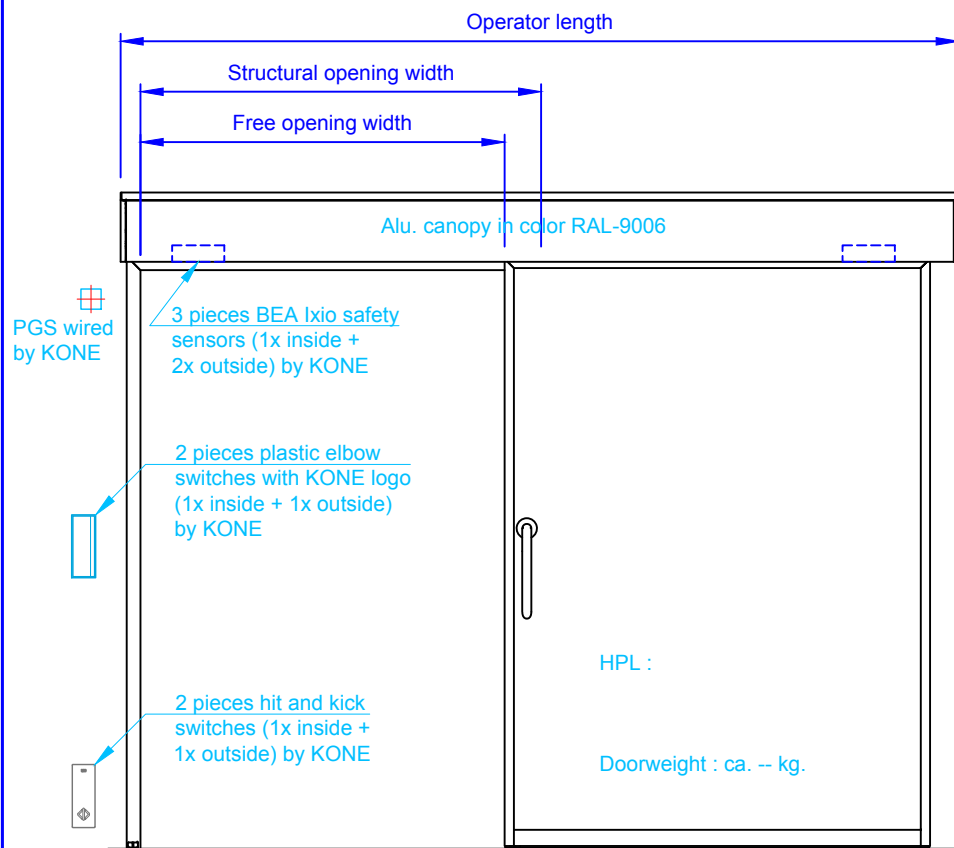 Operator length
Structural opening width
Free opening width
Alu. canopy in color RAL-9006
3 pieces BEA Ixio safety
sensors (1x inside +
2x outside) by KONE
PGS wired
by KONE
2 pieces plastic elbow
switches with KONE logo
(1x inside + 1x outside)
by KONE
HPL :
2 pieces hit and kick
switches (1x inside +
1x outside) by KONE
Doorweight : ca. -- kg.